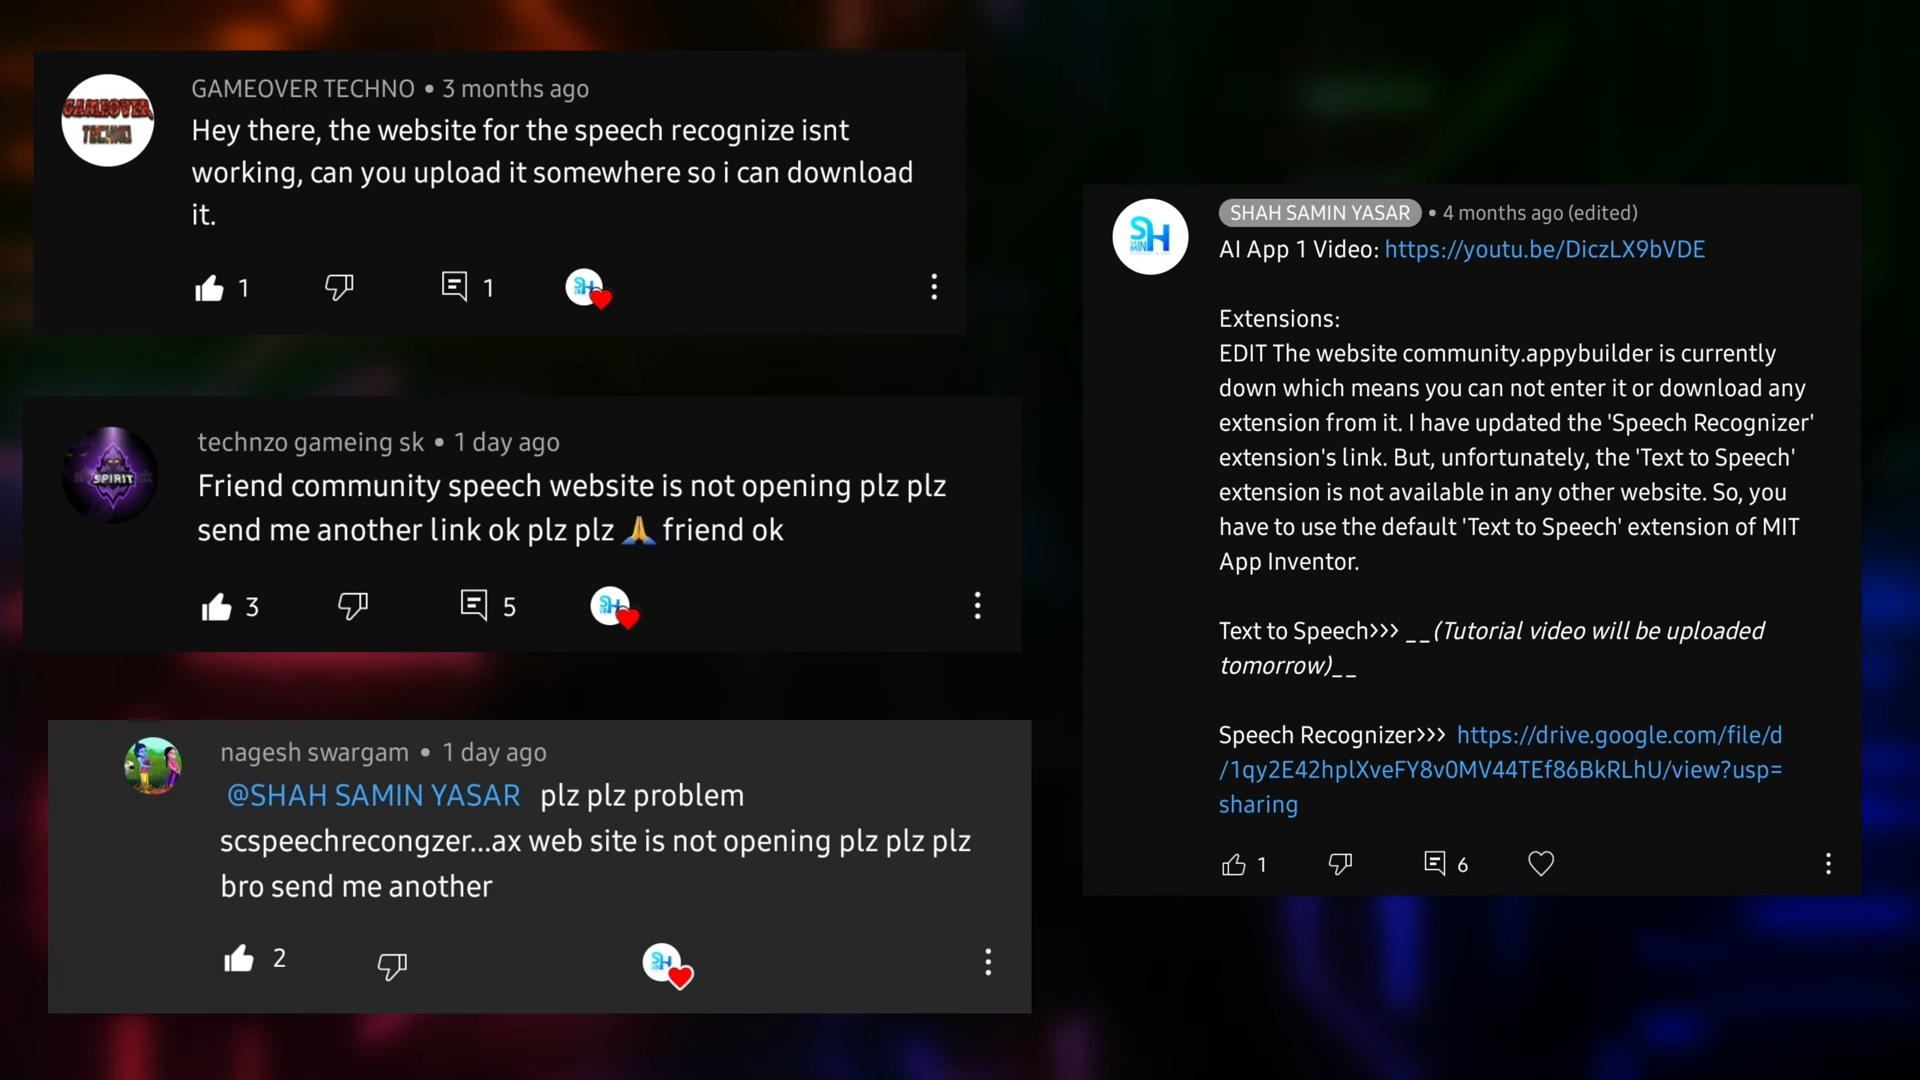 GAMEOVER TECHNO • 3 months ago
Hey there, the website for the speech recognize isnt
working, can you upload it somewhere so i can download
it.
1
1
GAMEOVER
TECHNO
technzo gameing sk • 1 day ago
Friend community speech website is not opening plz plz
send me another link ok plz plz 🙏 friend ok
3
5
SPIRIT
nagesh swargam • 1 day ago
@SHAH SAMIN YASAR plz plz problem
scspeechrecongzer...ax web site is not opening plz plz plz
bro send me another
2
SHAH SAMIN YASAR • 4 months ago (edited)
AI App 1 Video: https://youtu.be/DiczLX9bVDE
Extensions:
EDIT The website community.appybuilder is currently
down which means you can not enter it or download any
extension from it. I have updated the 'Speech Recognizer'
extension's link. But, unfortunately, the 'Text to Speech'
extension is not available in any other website. So, you
have to use the default 'Text to Speech' extension of MIT
App Inventor.
Text to Speech>>> __(Tutorial video will be uploaded
tomorrow)__
Speech Recognizer>>> https://drive.google.com/file/d
/1qy2E42hplXveFY8v0MV44TEf86BkRLhU/view?usp=
sharing
1
6
SH
MIN